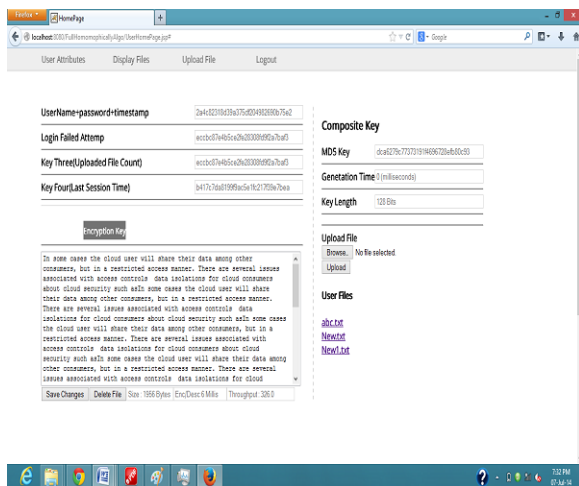 Firefox
HomePage
+
localhost:8080/FullHomomophicallyAlgo/UserHomePage.jsp#
Google
User Attributes Display Files Upload File Logout
UserName+password+timestamp
Login Failed Attemp
Key Three(Uploaded File Count)
Key Four(Last Session Time)
Encryption Key
In some cases the cloud user will share their data among other
consumers, but in a restricted access manner. There are several issues
associated with access controls data isolations for cloud consumers
about cloud security such asIn some cases the cloud user will share
their data among other consumers, but in a restricted access manner.
There are several issues associated with access controls data
isolations for cloud consumers about cloud security such asIn some cases
the cloud user will share their data among other consumers, but in a
restricted access manner. There are several issues associated with
access controls data isolations for cloud consumers about cloud
security such asIn some cases the cloud user will share their data among
other consumers, but in a restricted access manner. There are several
issues associated with access controls data isolations for cloud
Save Changes Delete File Size : 1956 Bytes Enc/Desc 6 Millis Throughput : 326.0
Composite Key
MD5 Key
Genetation Time 0 (milliseconds)
Key Length 128 Bits
Upload File
Browse.. No file selected.
Upload
User Files
abc.txt
New.txt
New1.txt
7:32 PM
07-Jul-14